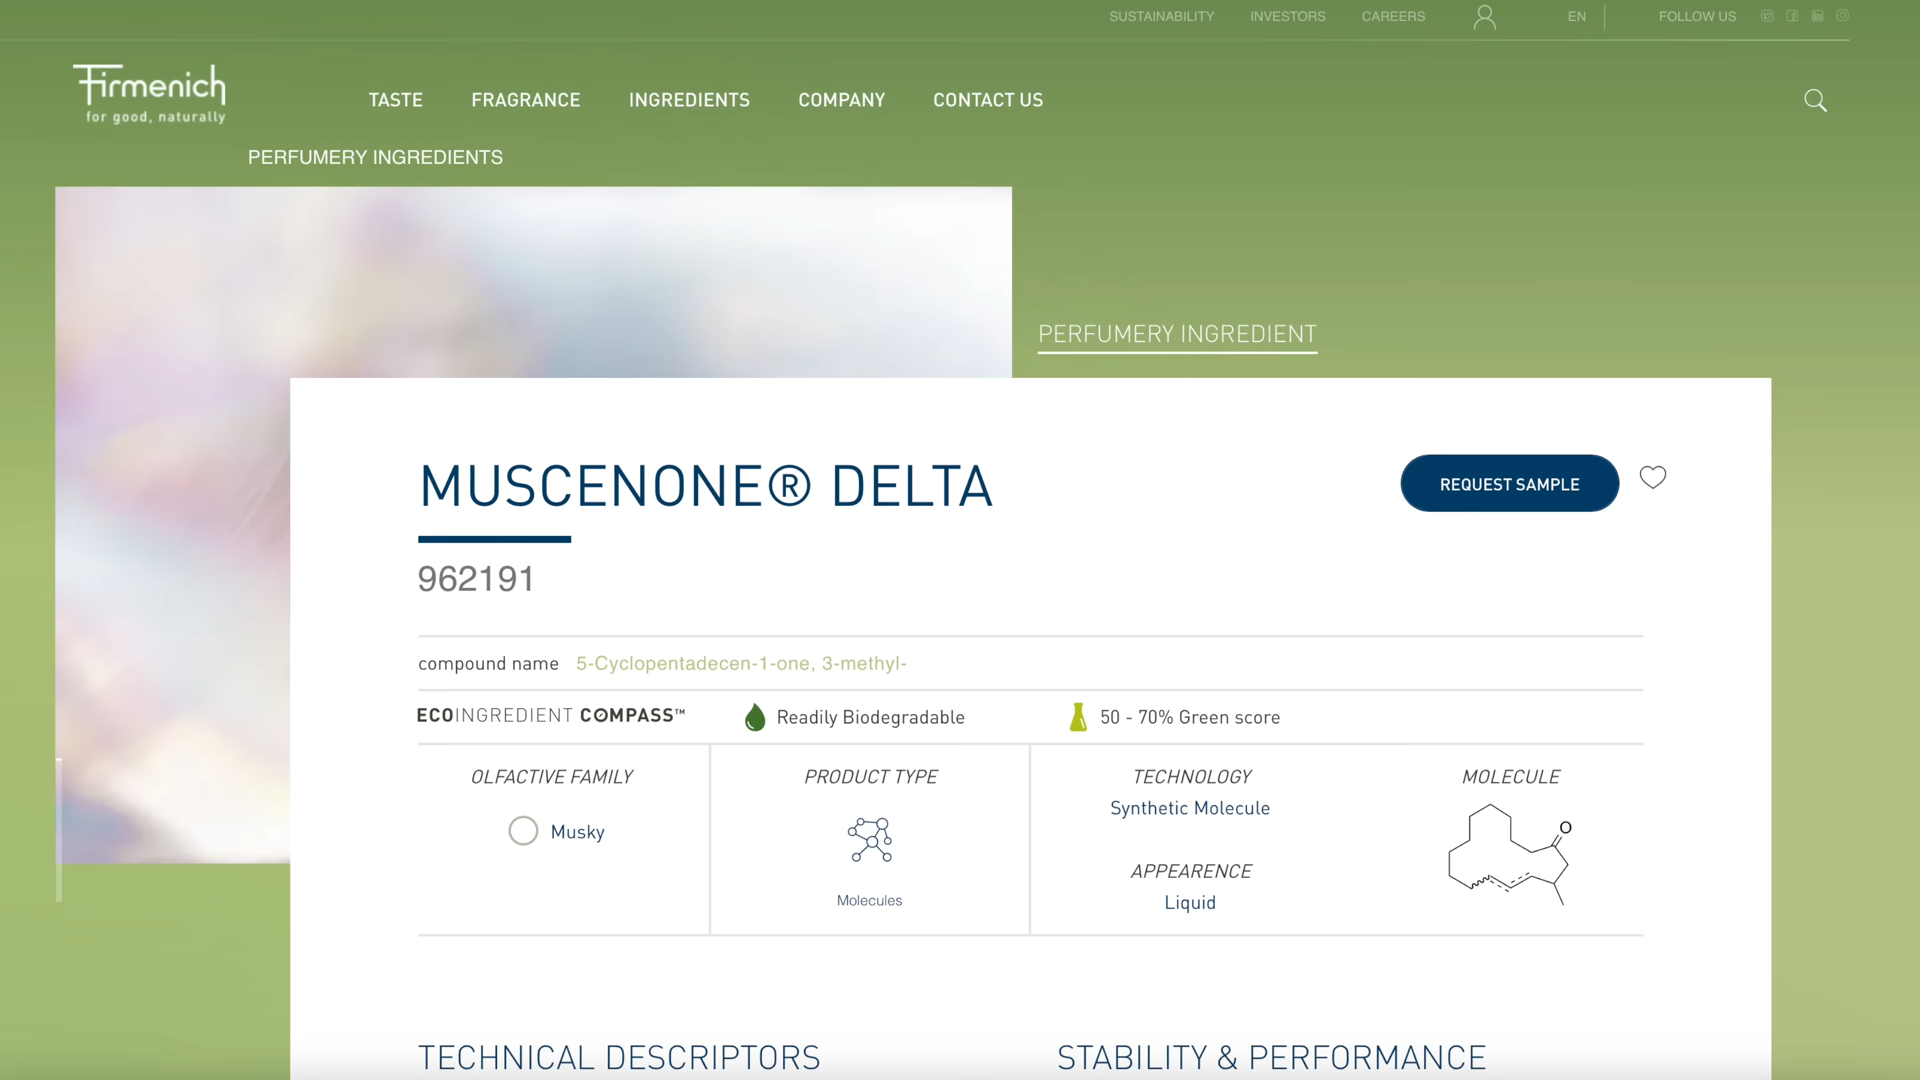 SUSTAINABILITY INVESTORS CAREERS EN FOLLOW US
Firmenich
for good, naturally
TASTE FRAGRANCE INGREDIENTS COMPANY CONTACT US
PERFUMERY INGREDIENTS
PERFUMERY INGREDIENT
MUSCENONE® DELTA
REQUEST SAMPLE
962191
compound name 5-Cyclopentadecen-1-one, 3-methyl-
ECOINGREDIENT COMPASS™ Readily Biodegradable 50 - 70% Green score
OLFACTIVE FAMILY
Musky
PRODUCT TYPE
Molecules
TECHNOLOGY
Synthetic Molecule
APPEARENCE
Liquid
MOLECULE
O
TECHNICAL DESCRIPTORS
STABILITY & PERFORMANCE